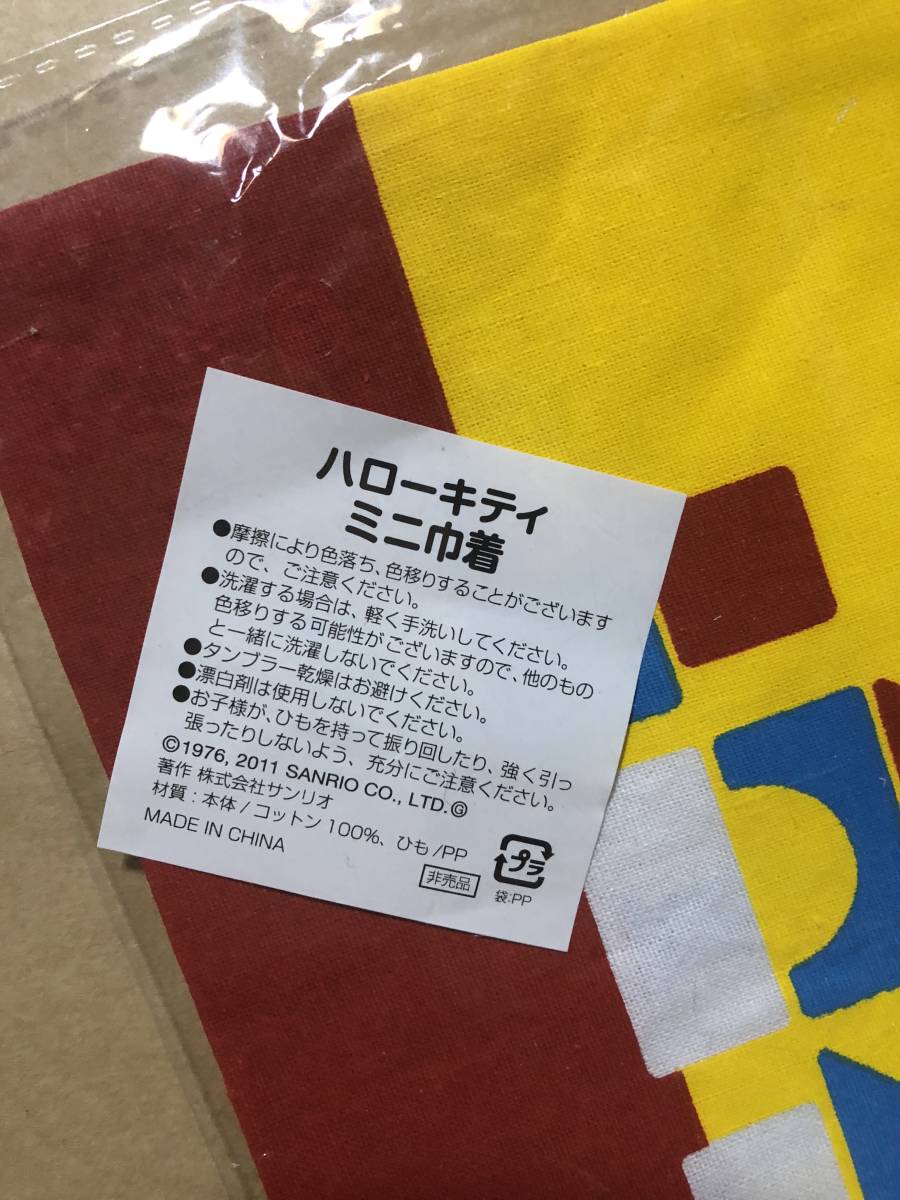 ハローキティ
ミニ巾着
●摩擦により色落ち、色移りすることがございます
ので、ご注意ください。
●洗濯する場合は、軽く手洗いしてください。
色移りする可能性がございますので、他のもの
と一緒に洗濯しないでください。
●タンブラー乾燥はお避けください。
●漂白剤は使用しないでください。
●お子様が、ひもを持って振り回したり、強く引っ
張ったりしないよう、充分にご注意ください。
©1976, 2011 SANRIO CO., LTD.Ⓖ
著作 株式会社サンリオ
材質：本体/コットン100%、ひも/PP
MADE IN CHINA
非売品
プラ
袋:PP